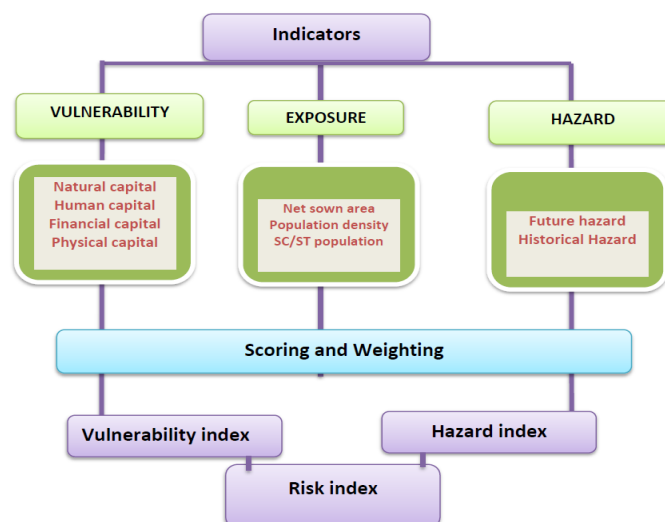 Indicators
VULNERABILITY
EXPOSURE
HAZARD
Natural capital
Human capital
Financial capital
Physical capital
Net sown area
Population density
SC/ST population
Future hazard
Historical Hazard
Scoring and Weighting
Vulnerability index
Hazard index
Risk index